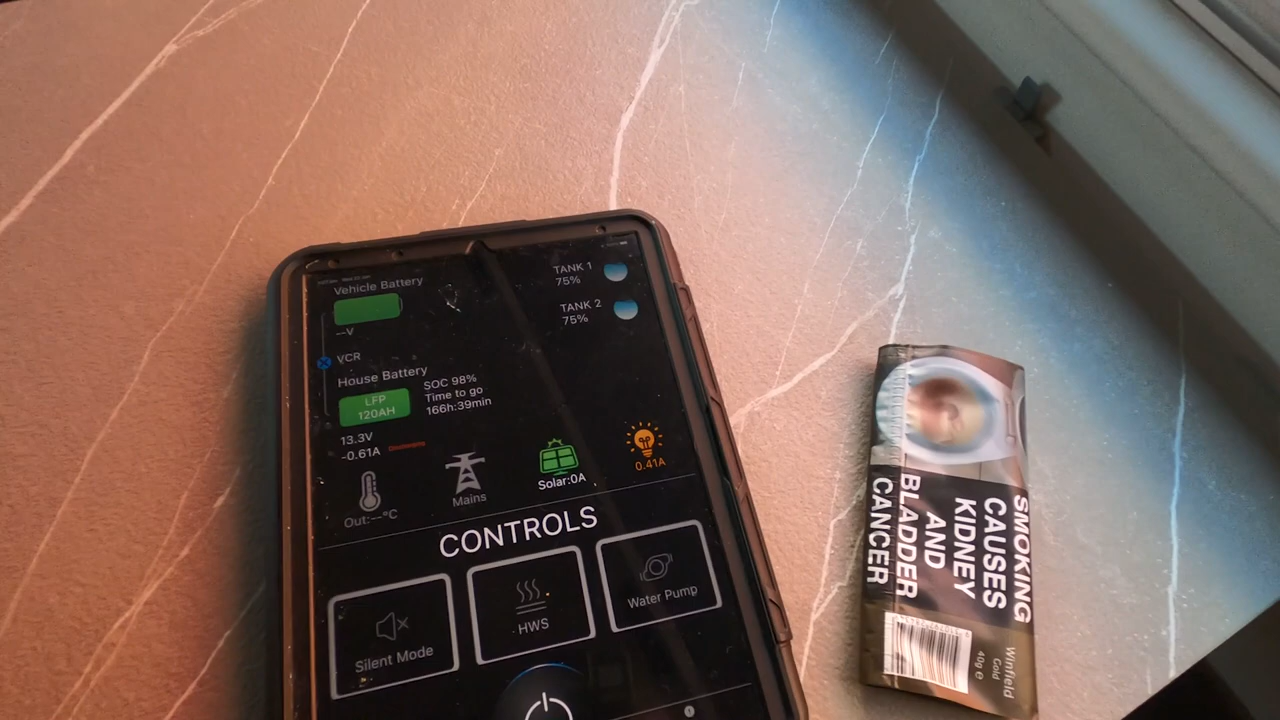 Vehicle Battery
--V
VCR
House Battery
LFP
120AH
SOC 98%
Time to go
166h:39min
13.3V
-0.61A
Discharging
TANK 1
75%
TANK 2
75%
Out:--°C
Mains
Solar:0A
0.41A
CONTROLS
Silent Mode
HWS
Water Pump
SMOKING
CAUSES
KIDNEY
AND
BLADDER
CANCER
Winfield
Gold
40g e